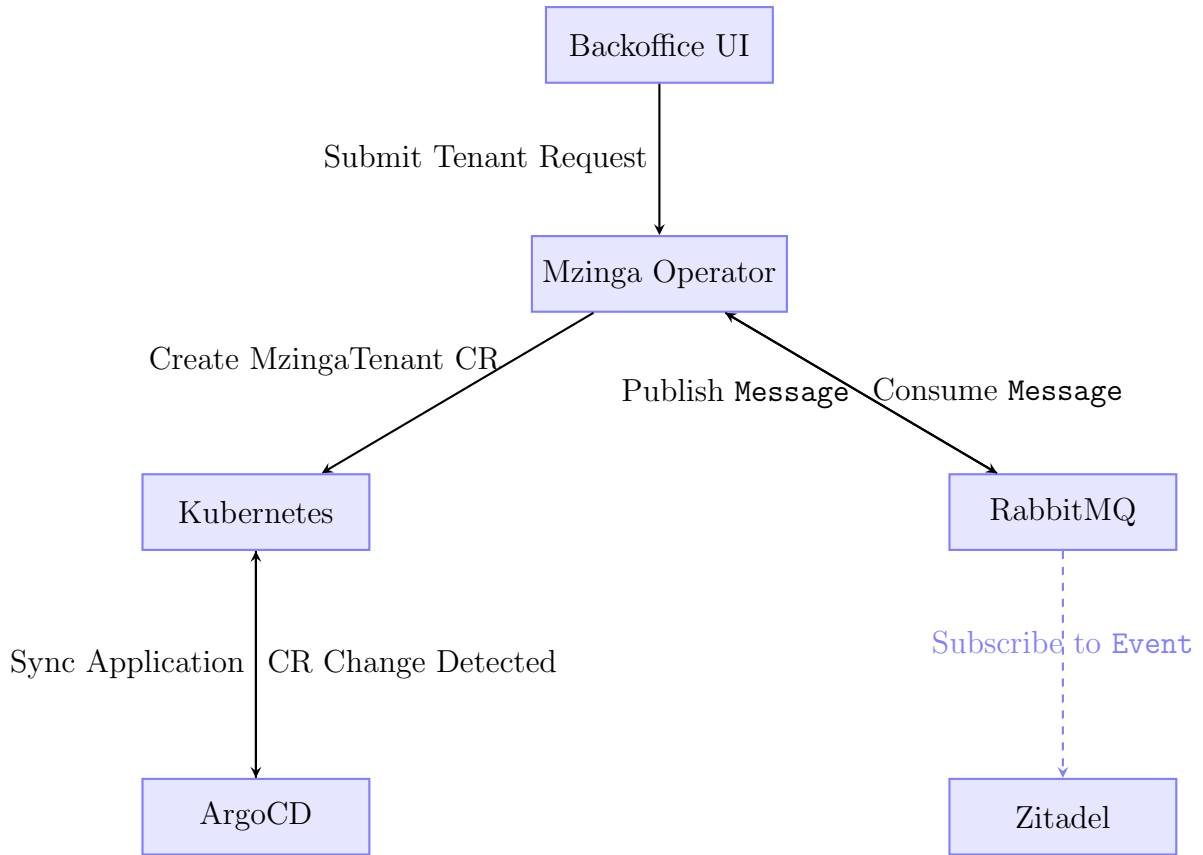 Backoffice UI
Submit Tenant Request
Mzinga Operator
Create MzingaTenant CR
Publish Message
Consume Message
Kubernetes
RabbitMQ
Sync Application
CR Change Detected
Subscribe to Event
ArgoCD
Zitadel